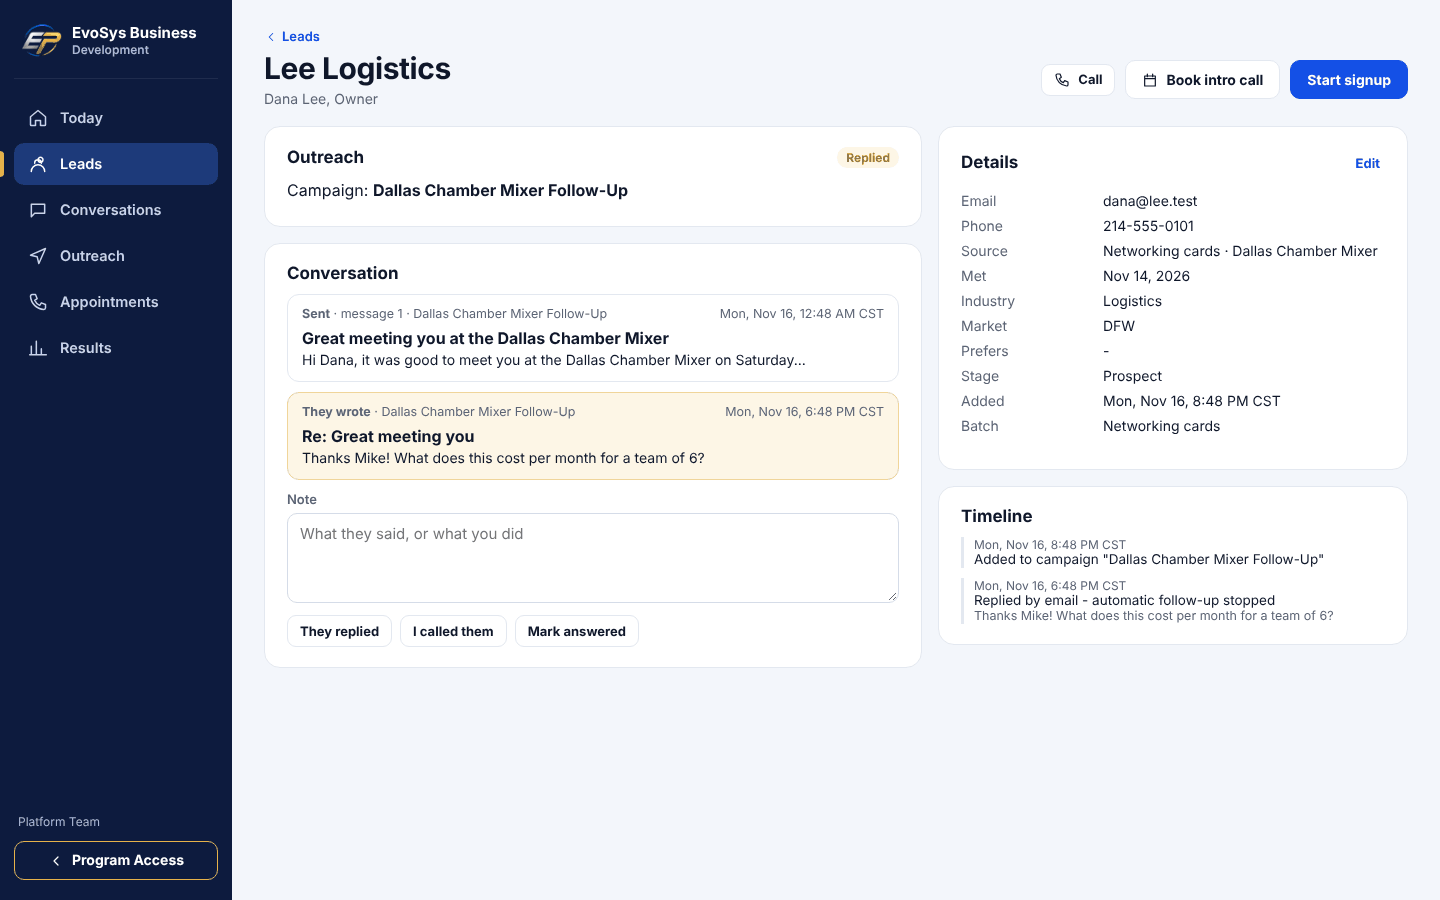 EP
EvoSys Business
Development
Today
Leads
Conversations
Outreach
Appointments
Results
Platform Team
Program Access
Leads
Lee Logistics
Dana Lee, Owner
Call
Book intro call
Start signup
Outreach
Replied
Campaign: Dallas Chamber Mixer Follow-Up
Conversation
Sent · message 1 · Dallas Chamber Mixer Follow-Up Mon, Nov 16, 12:48 AM CST
Great meeting you at the Dallas Chamber Mixer
Hi Dana, it was good to meet you at the Dallas Chamber Mixer on Saturday...
They wrote · Dallas Chamber Mixer Follow-Up Mon, Nov 16, 6:48 PM CST
Re: Great meeting you
Thanks Mike! What does this cost per month for a team of 6?
Note
What they said, or what you did
They replied
I called them
Mark answered
Details
Edit
Email dana@lee.test
Phone 214-555-0101
Source Networking cards · Dallas Chamber Mixer
Met Nov 14, 2026
Industry Logistics
Market DFW
Prefers -
Stage Prospect
Added Mon, Nov 16, 8:48 PM CST
Batch Networking cards
Timeline
Mon, Nov 16, 8:48 PM CST
Added to campaign "Dallas Chamber Mixer Follow-Up"
Mon, Nov 16, 6:48 PM CST
Replied by email - automatic follow-up stopped
Thanks Mike! What does this cost per month for a team of 6?